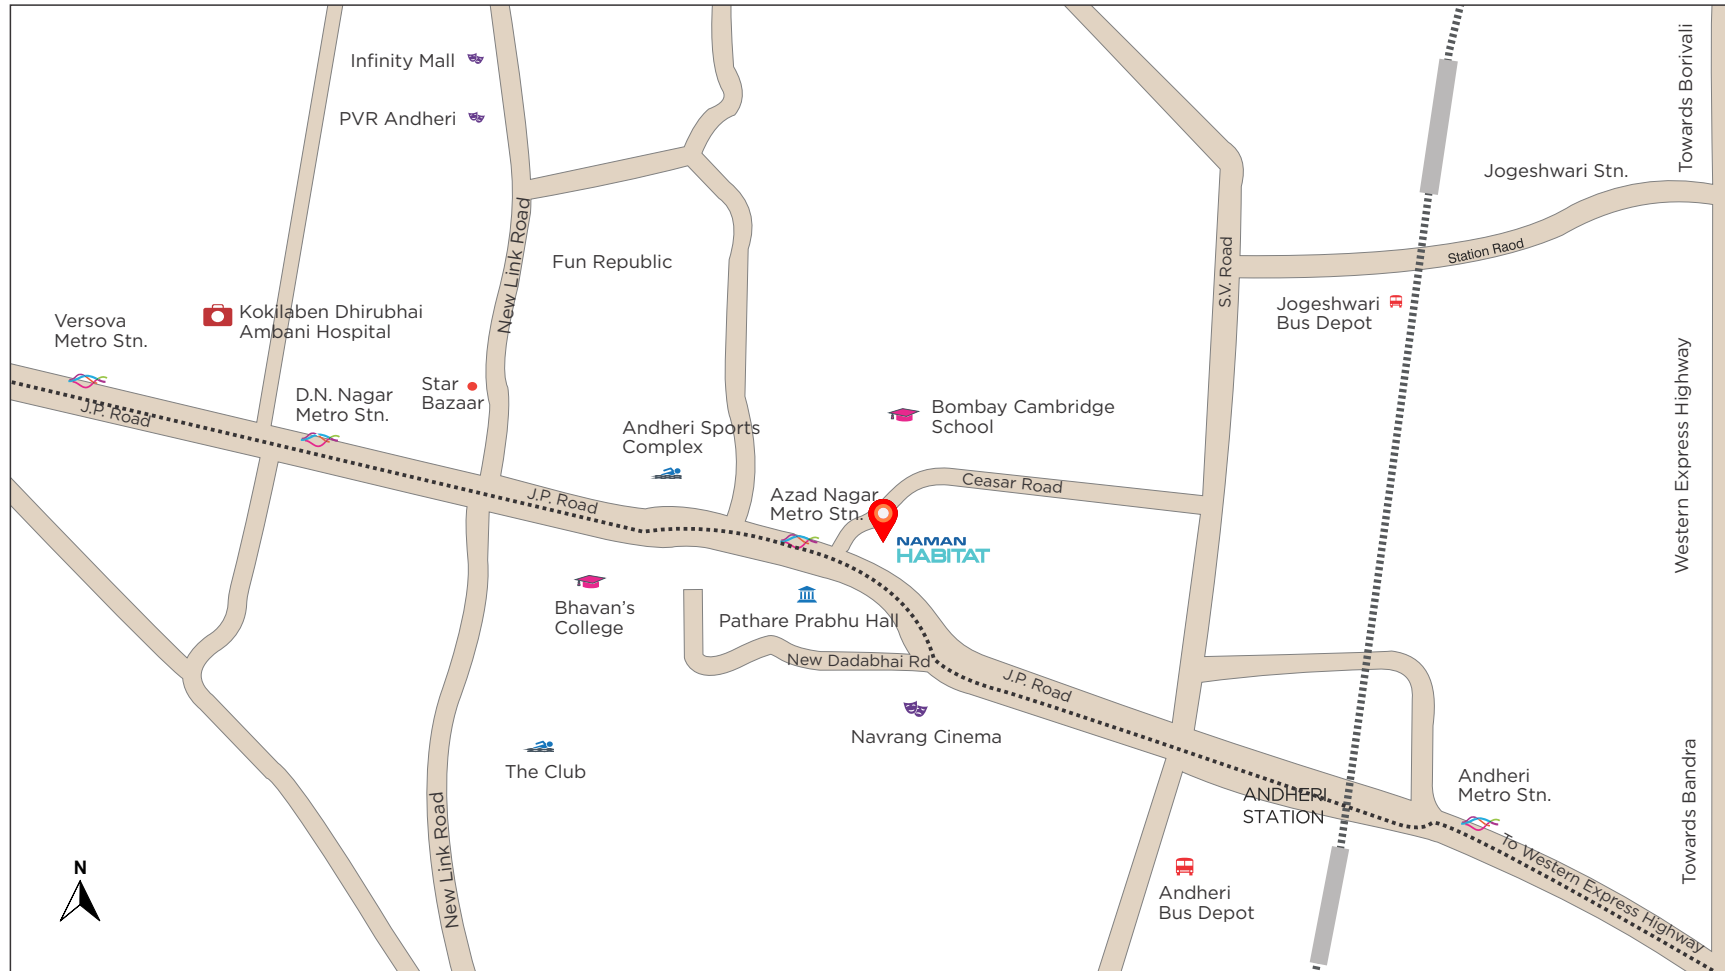 Infinity Mall
PVR Andheri
Towards Borivali
Jogeshwari Stn.
New Link Road
Fun Republic
S.V. Road
Station Raod
Versova
Metro Stn.
Kokilaben Dhirubhai
Ambani Hospital
Jogeshwari
Bus Depot
Western Express Highway
J.P. Road
D.N. Nagar
Metro Stn.
Star
Bazaar
Andheri Sports
Complex
Bombay Cambridge
School
J.P. Road
Azad Nagar
Metro Stn.
Ceasar Road
NAMAN
HABITAT
Bhavan's
College
Pathare Prabhu Hall
New Dadabhai Rd
J.P. Road
Navrang Cinema
The Club
New Link Road
ANDHERI
STATION
Andheri
Metro Stn.
Towards Bandra
To Western Express Highway
Andheri
Bus Depot
N